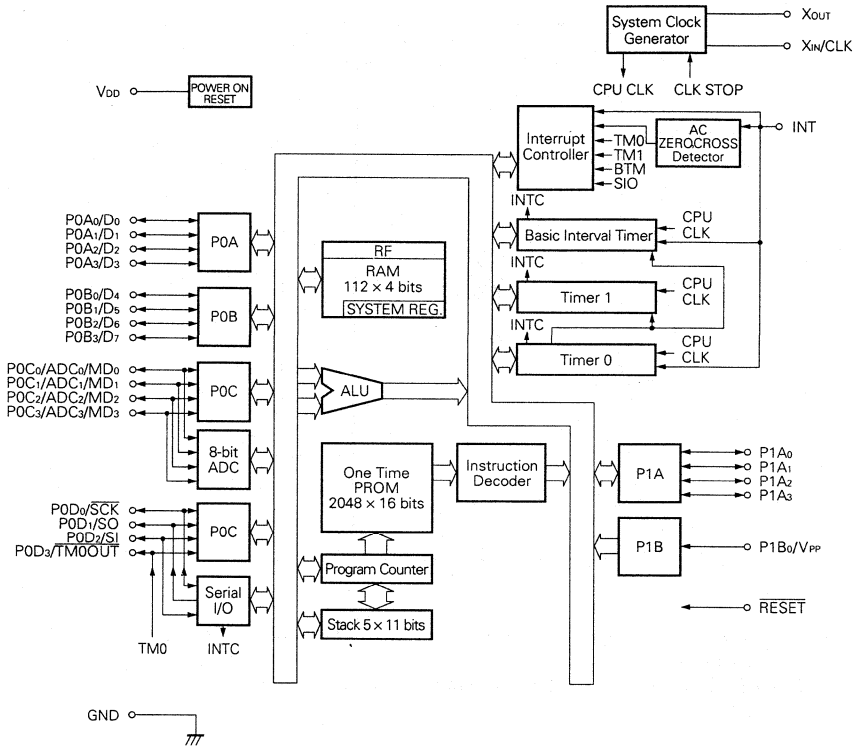 System Clock
Generator
XOUT
XIN/CLK
CPU CLK
CLK STOP
VDD
POWER ON
RESET
Interrupt
Controller
TM0
TM1
BTM
SIO
AC
ZEROCROSS
Detector
INT
INTC
Basic Interval Timer
CPU
CLK
INTC
Timer 1
CPU
CLK
INTC
Timer 0
CPU
CLK
P0A0/D0
P0A1/D1
P0A2/D2
P0A3/D3
P0A
P0B0/D4
P0B1/D5
P0B2/D6
P0B3/D7
P0B
P0C0/ADC0/MD0
P0C1/ADC1/MD1
P0C2/ADC2/MD2
P0C3/ADC3/MD3
P0C
8-bit
ADC
P0D0/SCK
P0D1/SO
P0D2/SI
P0D3/TM0OUT
P0C
Serial
I/O
TM0
INTC
RF
RAM
112 × 4 bits
SYSTEM REG.
ALU
One Time
PROM
2048 × 16 bits
Instruction
Decoder
Program Counter
Stack 5 × 11 bits
P1A
P1A0
P1A1
P1A2
P1A3
P1B
P1B0/VPP
RESET
GND